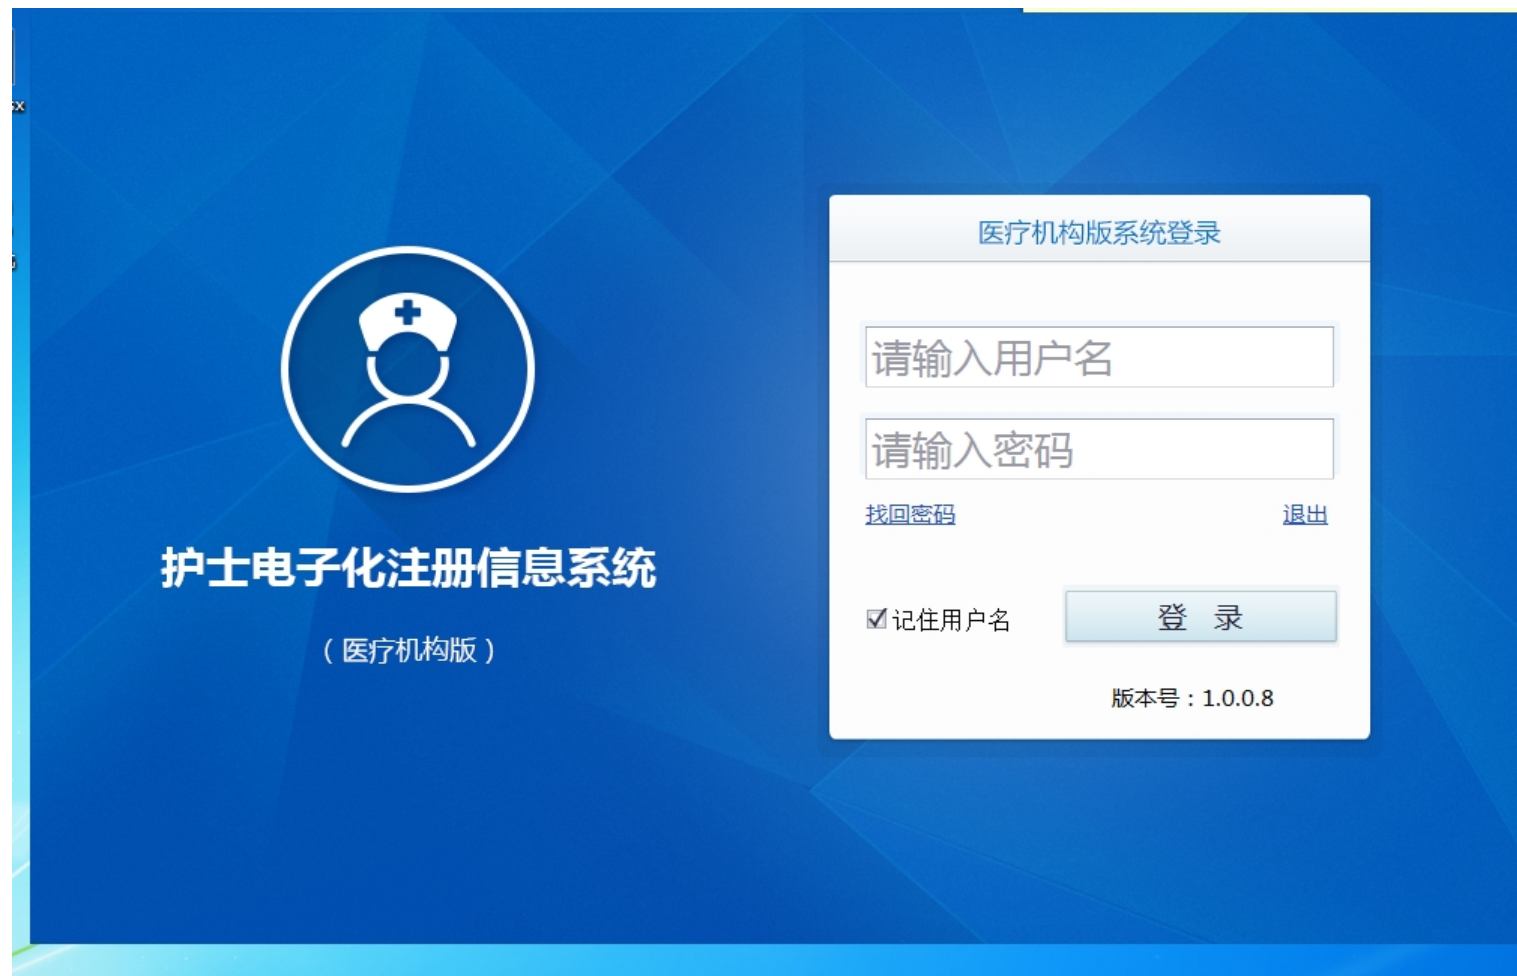 sx
护士电子化注册信息系统
（医疗机构版）
医疗机构版系统登录
请输入用户名
请输入密码
找回密码 退出
记住用户名 登 录
版本号：1.0.0.8